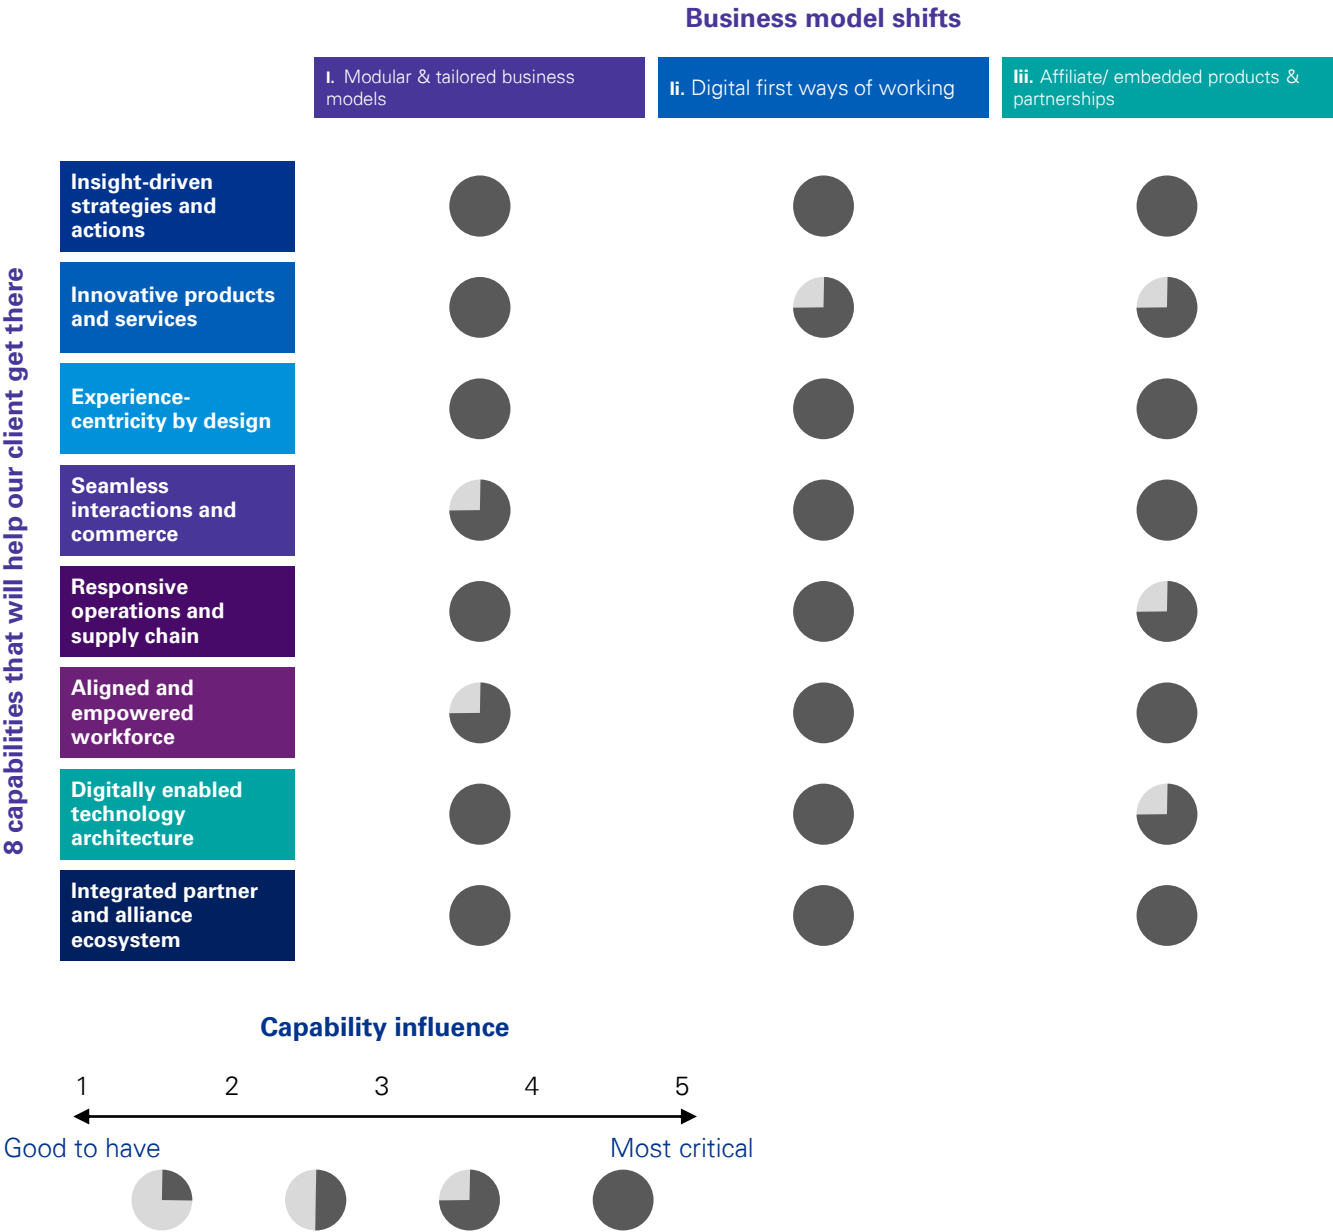 Business model shifts
I. Modular & tailored business
models
Ii. Digital first ways of working
Iii. Affiliate/ embedded products &
partnerships
8 capabilities that will help our client get there
Insight-driven
strategies and
actions
Innovative products
and services
Experience-
centricity by design
Seamless
interactions and
commerce
Responsive
operations and
supply chain
Aligned and
empowered
workforce
Digitally enabled
technology
architecture
Integrated partner
and alliance
ecosystem
Capability influence
1 2 3 4 5
Good to have Most critical